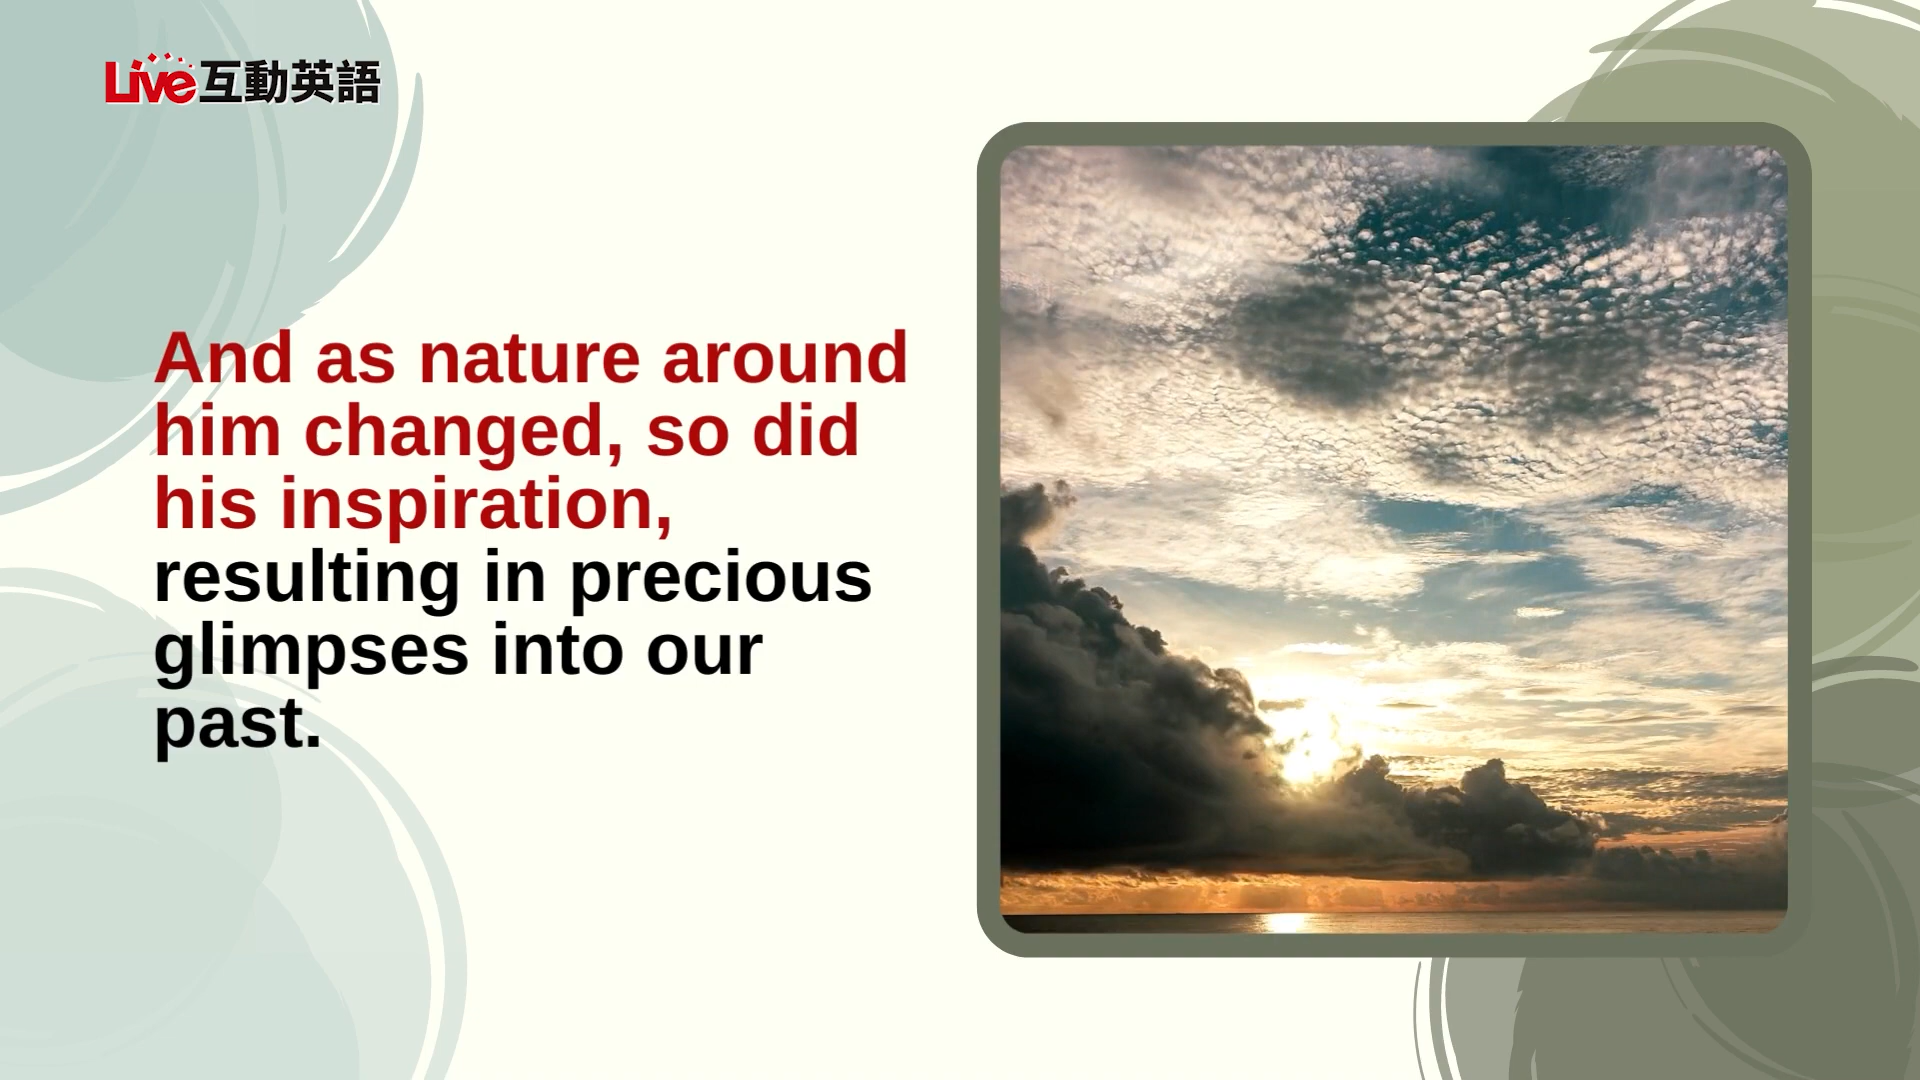 Live互動英語
And as nature around
him changed, so did
his inspiration,
resulting in precious
glimpses into our
past.